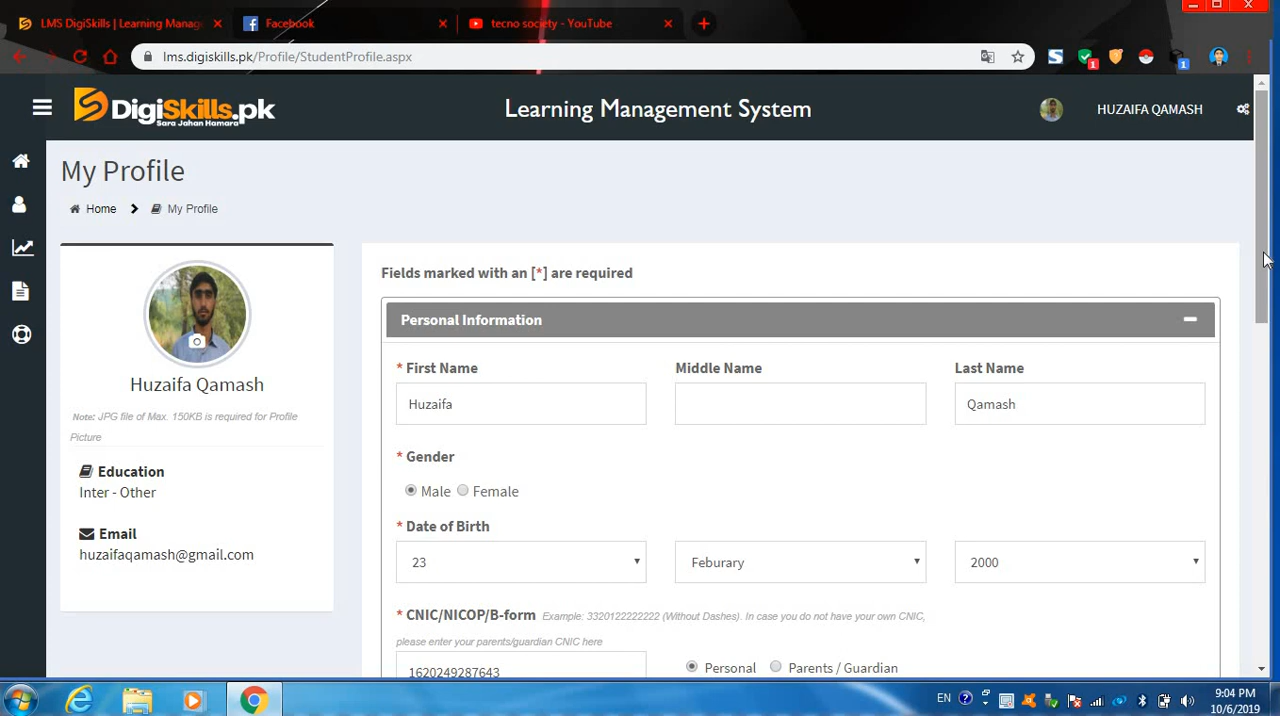 LMS DigiSkills | Learning Manag
Facebook
tecno society - YouTube
lms.digiskills.pk/Profile/StudentProfile.aspx
1
1
DigiSkills.pk
Sara Jahan Hamara
Learning Management System
HUZAIFA QAMASH
My Profile
Home
My Profile
Huzaifa Qamash
Note: JPG file of Max. 150KB is required for Profile
Picture
Education
Inter - Other
Email
huzaifaqamash@gmail.com
Fields marked with an [*] are required
Personal Information
* First Name
Middle Name
Last Name
Huzaifa
Qamash
* Gender
Male
Female
* Date of Birth
23
Feburary
2000
* CNIC/NICOP/B-form Example: 3320122222222 (Without Dashes). In case you do not have your own CNIC,
please enter your parents/guardian CNIC here
1620249287643
Personal
Parents / Guardian
EN
9:04 PM
10/6/2019